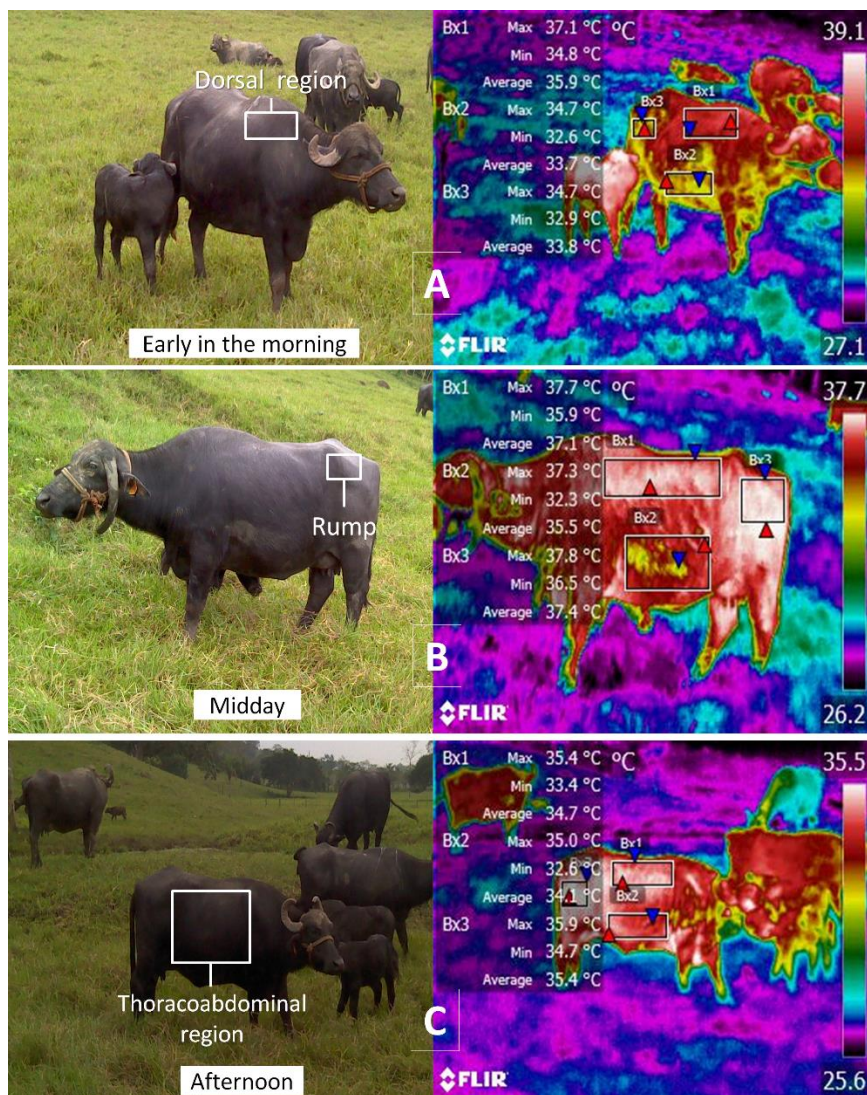 Dorsal region
Early in the morning
A
Bx1 Max 37.1 °C °C 39.1
Min 34.8 °C
Average 35.9 °C
Bx2 Max 34.7 °C
Min 32.6 °C
Average 33.7 °C
Bx3 Max 34.7 °C
Min 32.9 °C
Average 33.8 °C
Bx3 Bx1
Bx2
FLIR 27.1
Rump
Midday
B
Bx1 Max 37.7 °C °C 37.7
Min 35.9 °C
Average 37.1 °C
Bx2 Max 37.3 °C
Min 32.3 °C
Average 35.5 °C
Bx3 Max 37.8 °C
Min 36.5 °C
Average 37.4 °C
Bx1
Bx3
Bx2
FLIR 26.2
Thoracoabdominal
region
Afternoon
C
Bx1 Max 35.4 °C °C 35.5
Min 33.4 °C
Average 34.7 °C
Bx2 Max 35.0 °C
Min 32.6 °C
Average 34.1 °C
Bx3 Max 35.9 °C
Min 34.7 °C
Average 35.4 °C
Bx1
Bx2
FLIR 25.6